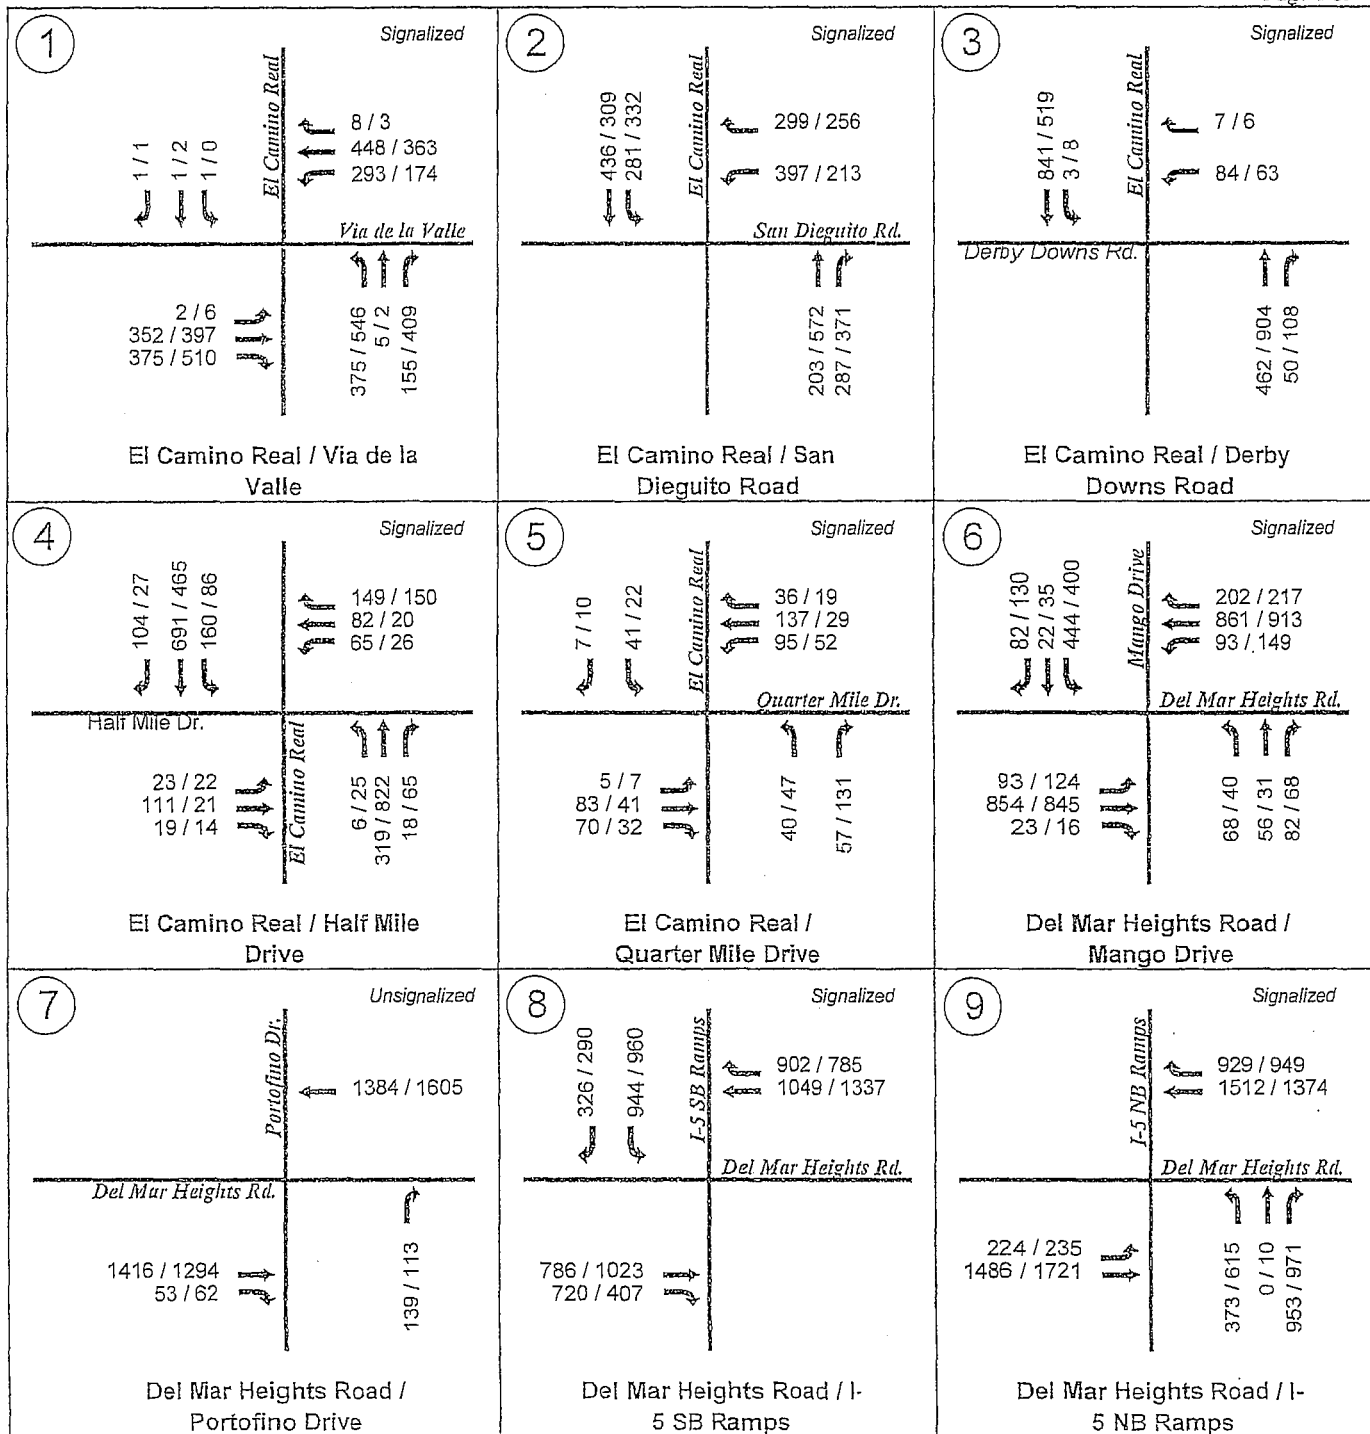 1
Signalized
El Camino Real
1 / 1
1 / 2
1 / 0
8 / 3
448 / 363
293 / 174
Via de la Valle
2 / 6
352 / 397
375 / 510
375 / 546
5 / 2
155 / 409
El Camino Real / Via de la
Valle
2
Signalized
El Camino Real
436 / 309
281 / 332
299 / 256
397 / 213
San Dieguito Rd.
203 / 572
287 / 371
El Camino Real / San
Dieguito Road
3
Signalized
El Camino Real
841 / 519
3 / 8
7 / 6
84 / 63
Derby Downs Rd.
462 / 904
50 / 108
El Camino Real / Derby
Downs Road
4
Signalized
104 / 27
691 / 465
160 / 86
149 / 150
82 / 20
65 / 26
Half Mile Dr.
El Camino Real
23 / 22
111 / 21
19 / 14
6 / 25
319 / 822
18 / 65
El Camino Real / Half Mile
Drive
5
Signalized
El Camino Real
7 / 10
41 / 22
36 / 19
137 / 29
95 / 52
Quarter Mile Dr.
5 / 7
83 / 41
70 / 32
40 / 47
57 / 131
El Camino Real /
Quarter Mile Drive
6
Signalized
Mango Drive
82 / 130
22 / 35
444 / 400
202 / 217
861 / 913
93 / 149
Del Mar Heights Rd.
93 / 124
854 / 845
23 / 16
68 / 40
56 / 31
82 / 68
Del Mar Heights Road /
Mango Drive
7
Unsignalized
Portofino Dr.
1384 / 1605
Del Mar Heights Rd.
1416 / 1294
53 / 62
139 / 113
Del Mar Heights Road /
Portofino Drive
8
Signalized
I-5 SB Ramps
326 / 290
944 / 960
902 / 785
1049 / 1337
Del Mar Heights Rd.
786 / 1023
720 / 407
Del Mar Heights Road / I-
5 SB Ramps
9
Signalized
I-5 NB Ramps
929 / 949
1512 / 1374
Del Mar Heights Rd.
224 / 235
1486 / 1721
373 / 615
0 / 10
953 / 971
Del Mar Heights Road / I-
5 NB Ramps